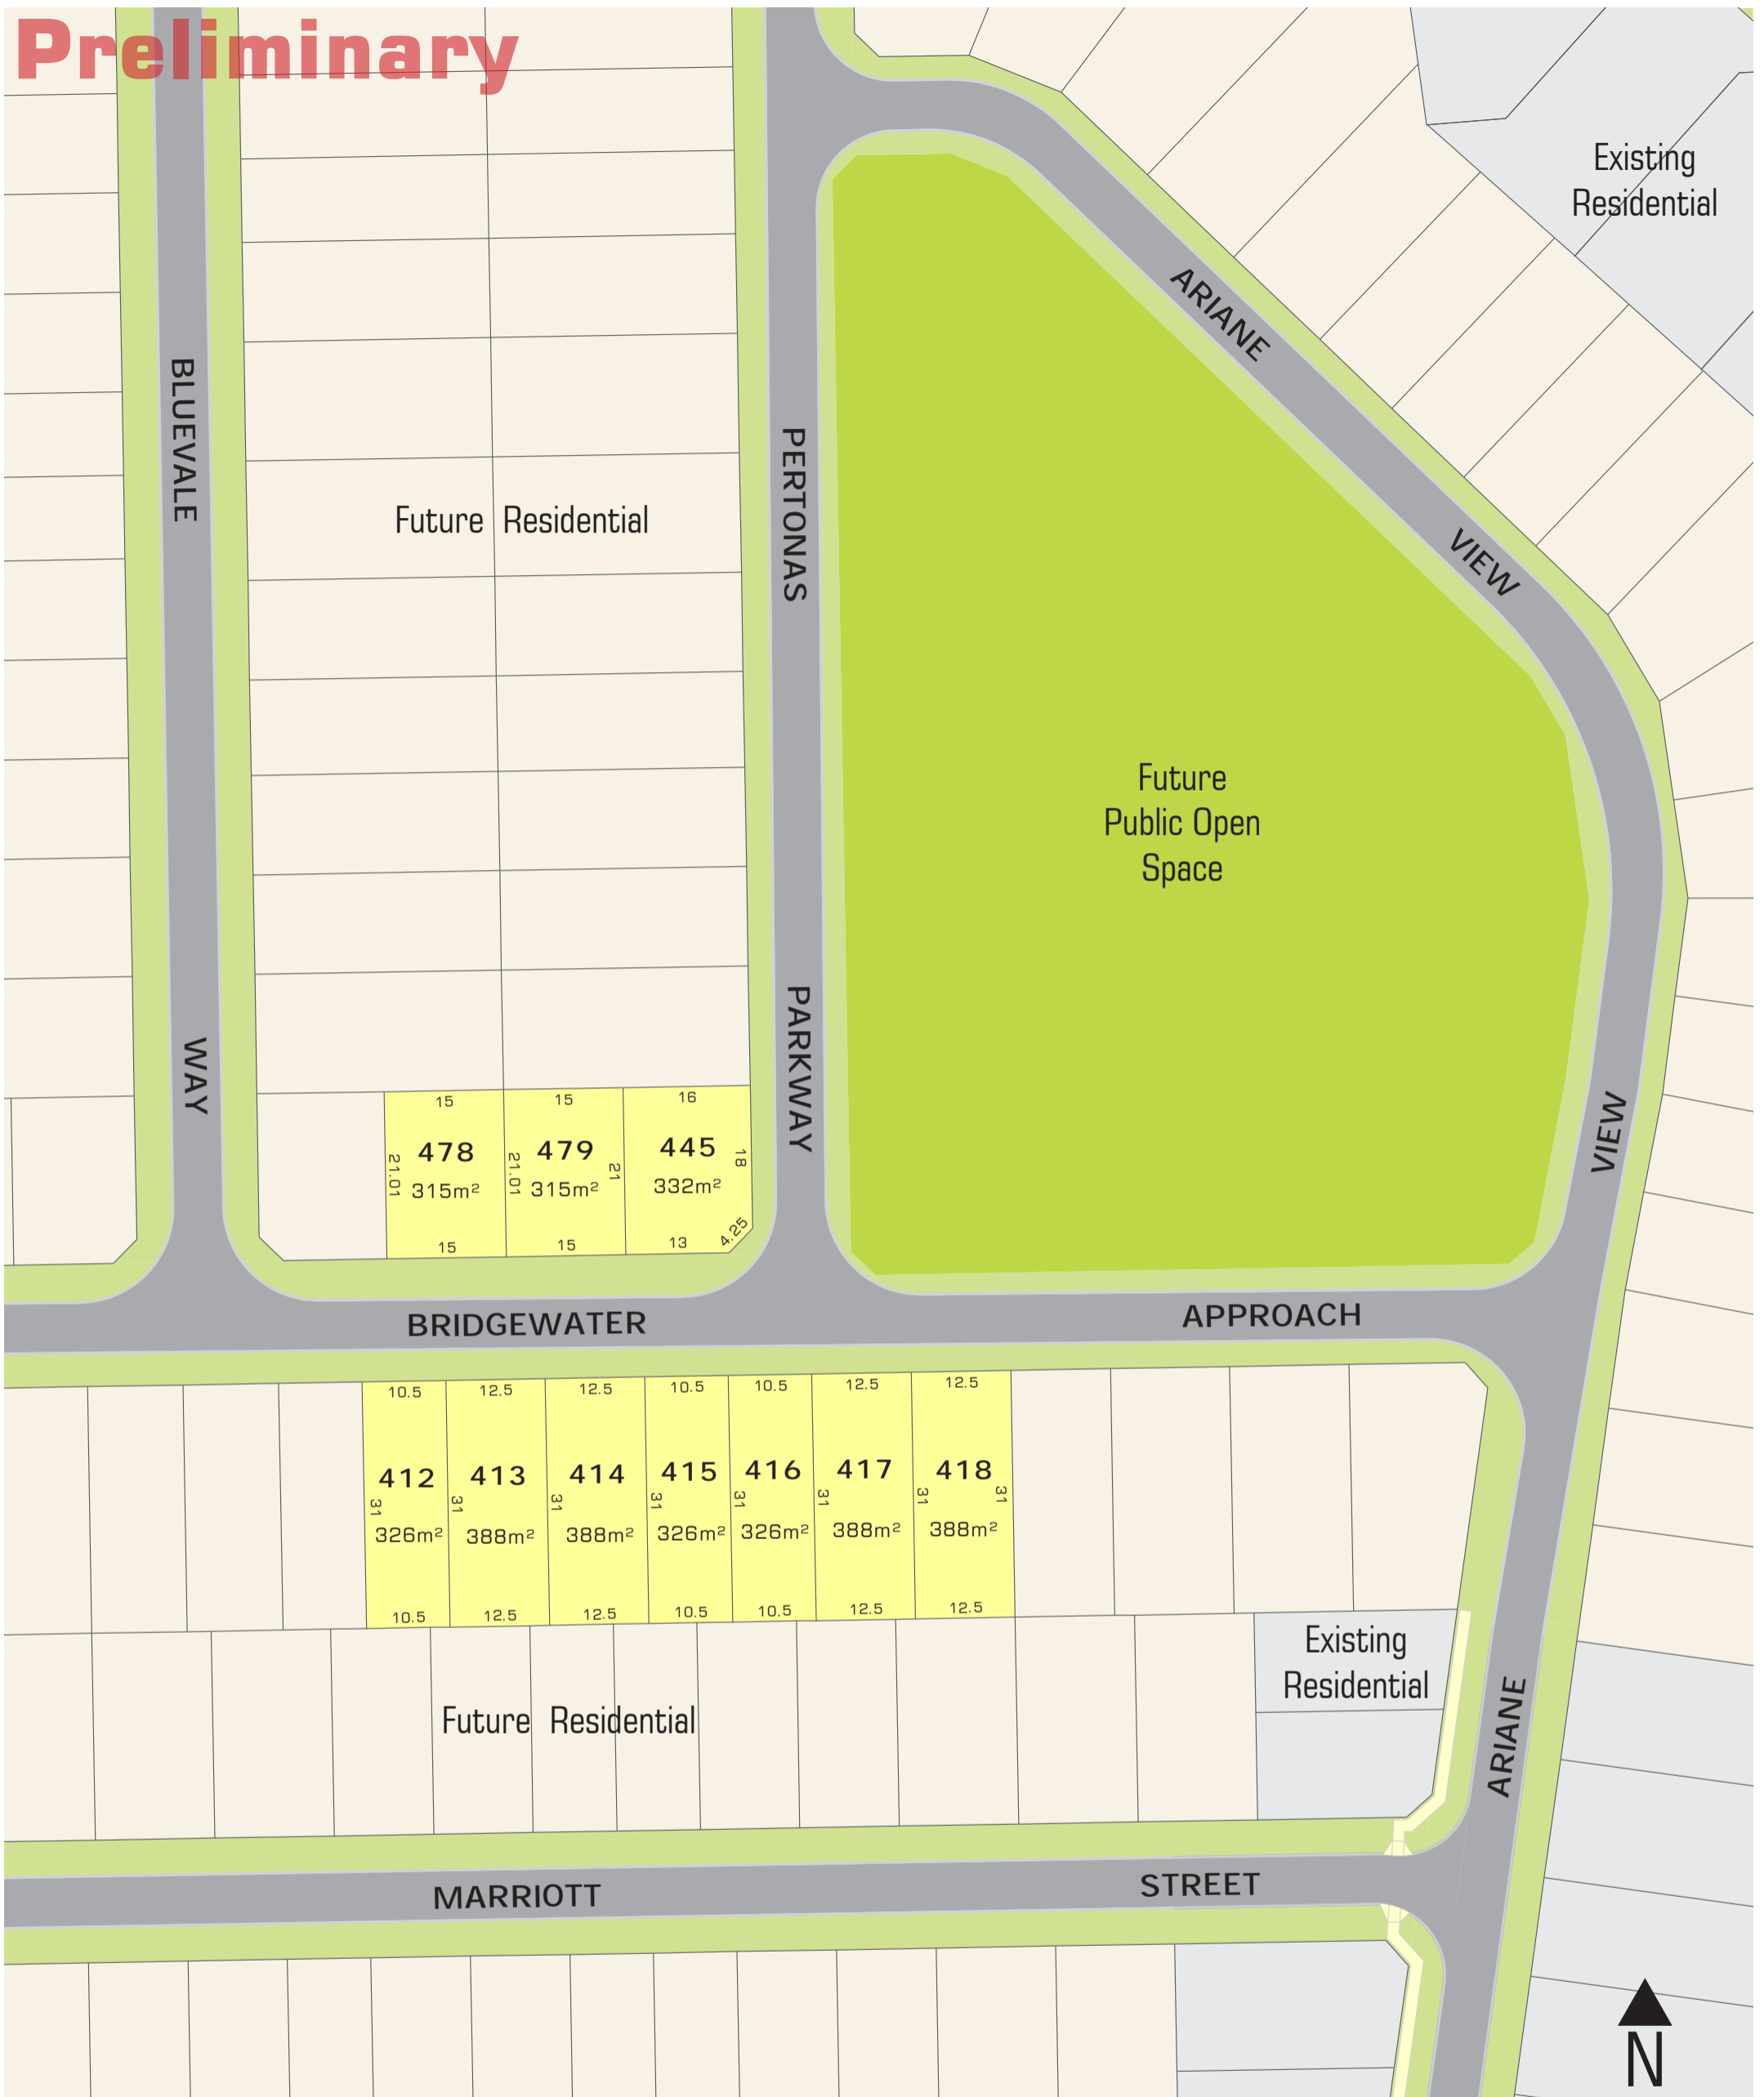 Preliminary
Existing
Residential
ARIANE
BLUEVALE
PERTONAS
Future Residential
VIEW
Future
Public Open
Space
PARKWAY
WAY
VIEW
15 15 16
478 479 445
21.01 21.01 21 18
315m² 315m² 332m²
15 15 13 4.25
BRIDGEWATER APPROACH
10.5 12.5 12.5 10.5 10.5 12.5 12.5
412 413 414 415 416 417 418
31 31 31 31 31 31 31 31
326m² 388m² 388m² 326m² 326m² 388m² 388m²
10.5 12.5 12.5 10.5 10.5 12.5 12.5
Existing
Residential
Future Residential
ARIANE
MARRIOTT STREET
N